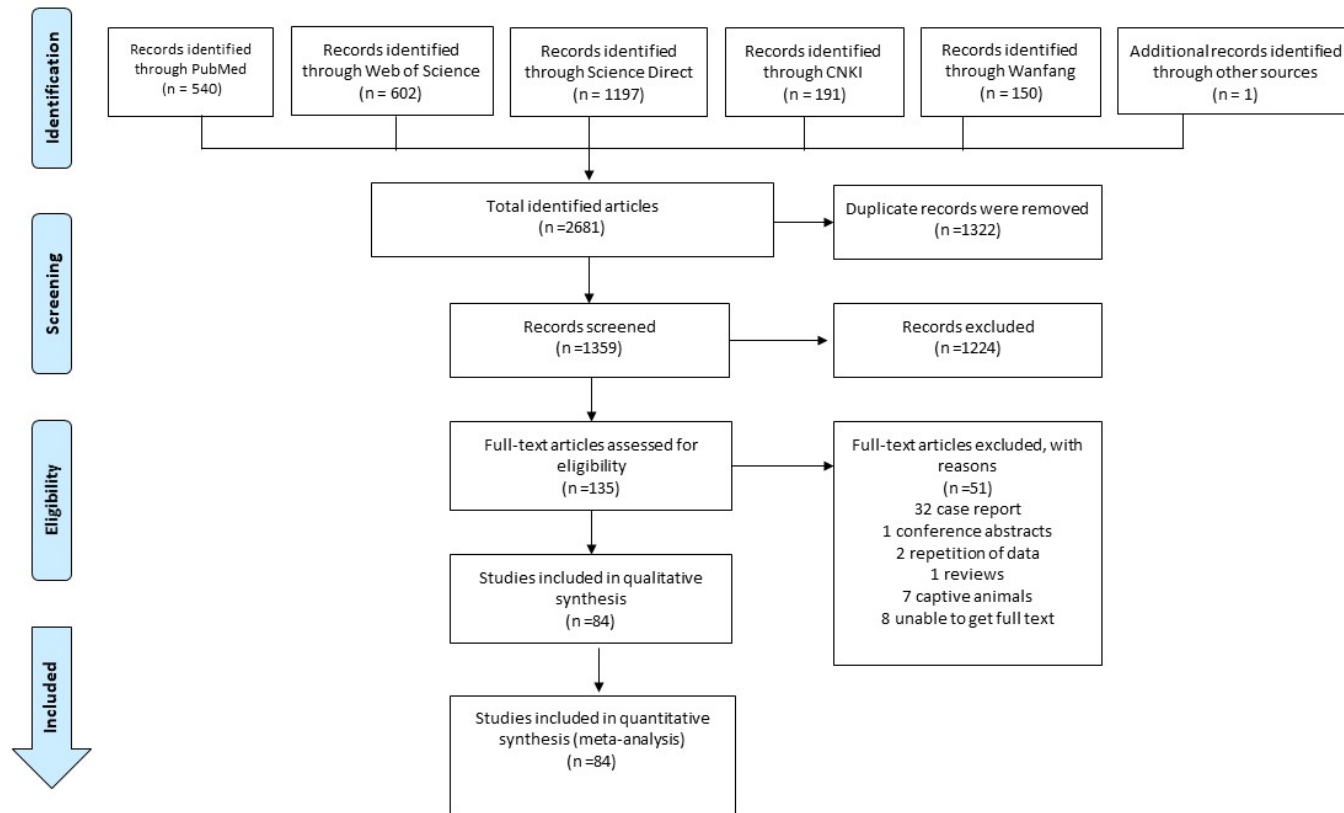 Identification
Records identified
through PubMed
(n = 540)
Records identified
through Web of Science
(n = 602)
Records identified
through Science Direct
(n = 1197)
Records identified
through CNKI
(n = 191)
Records identified
through Wanfang
(n = 150)
Additional records identified
through other sources
(n = 1)
Screening
Total identified articles
(n =2681)
Duplicate records were removed
(n =1322)
Records screened
(n =1359)
Records excluded
(n =1224)
Eligibility
Full-text articles assessed for
eligibility
(n =135)
Full-text articles excluded, with
reasons
(n =51)
32 case report
1 conference abstracts
2 repetition of data
1 reviews
7 captive animals
8 unable to get full text
Studies included in qualitative
synthesis
(n =84)
Included
Studies included in quantitative
synthesis (meta-analysis)
(n =84)